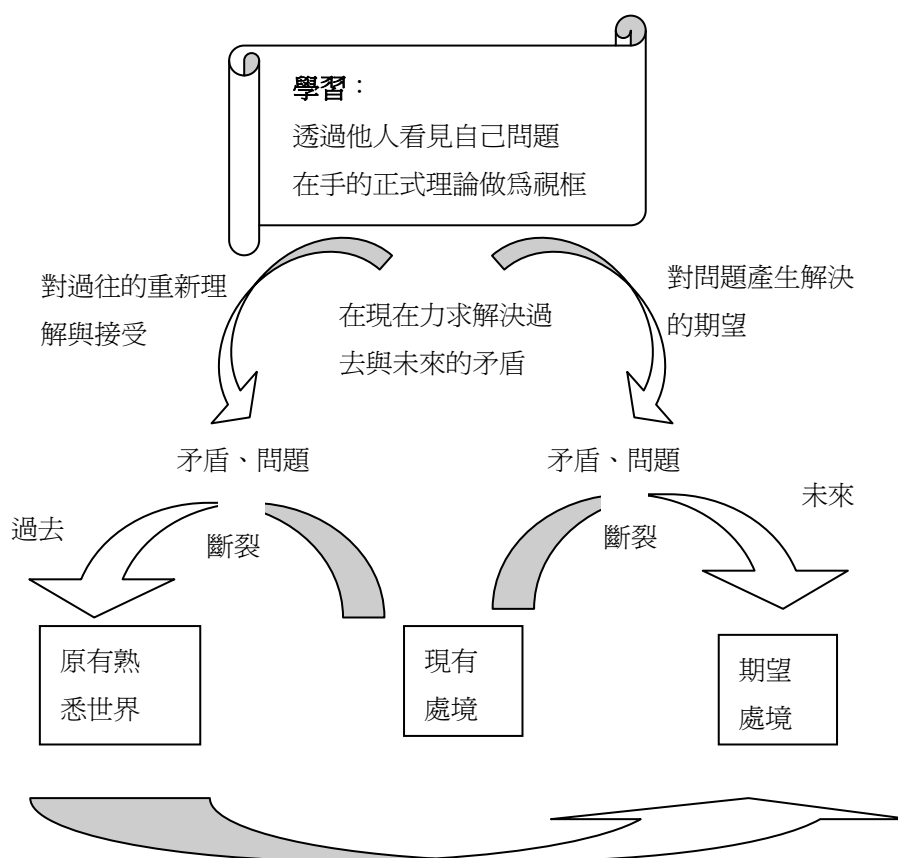 學習：
透過他人看見自己問題
在手的正式理論做爲視框
對過往的重新理
解與接受
在現在力求解決過
去與未來的矛盾
對問題產生解決
的期望
矛盾、問題
矛盾、問題
過去
斷裂
斷裂
未來
原有熟
悉世界
現有
處境
期望
處境